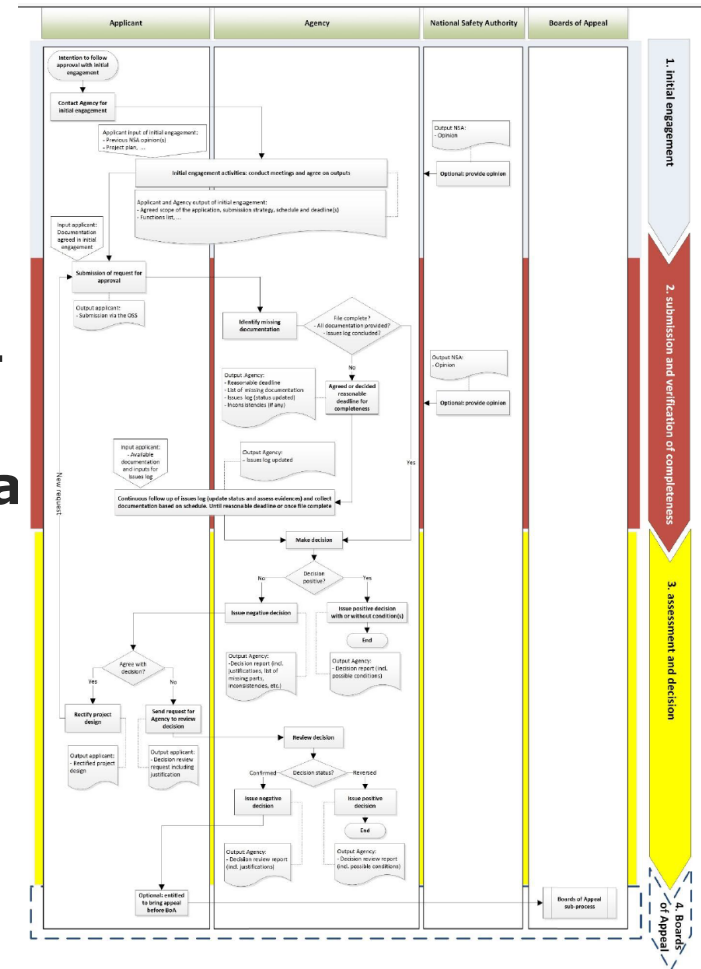 Applicant
Agency
National Safety Authority
Boards of Appeal
Intention to follow
approval with initial
engagement
Contact Agency for
initial engagement
Applicant input of initial engagement:
- Previous NSA opinion(s)
- Project plan, ...
Output NSA:
- Opinion
Initial engagement activities: conduct meetings and agree on outputs
Optional: provide opinion
Applicant and Agency output of initial engagement:
- Agreed scope of the application, submission strategy, schedule and deadline(s)
- Functions list, ...
Input applicant:
Documentation
agreed in initial
engagement
1. initial engagement
Submission of request for
approval
Output applicant:
- Submission via the OSS
Identify missing
documentation
File complete?
- All documentation provided?
- Issues log concluded?
No
Yes
Output Agency:
- Reasonable deadline
- List of missing documentation
- Issues log (status updated)
- Inconsistencies (if any)
Agreed or decided
reasonable
deadline for
completeness
Output NSA:
- Opinion
Optional: provide opinion
Input applicant:
- Available
documentation
and inputs for
Issues log
Output Agency:
- Issues log updated
Continuous follow up of issues log (update status and assess evidences) and collect
documentation based on schedule. Until reasonable deadline or once file complete
New request
2. submission and
verification of completeness
a
Make decision
Decision
positive?
No
Yes
Issue negative decision
Issue positive decision
with or without condition(s)
End
Output Agency:
-Decision report (incl.
justifications, list of
missing parts,
inconsistencies, etc.)
Output Agency:
- Decision report (incl.
possible conditions)
Agree with
decision?
Yes
No
Rectify project
design
Send request for
Agency to review
decision
Output applicant:
- Rectified project
design
Output applicant:
- Decision review
request including
justification
Review decision
Decision status?
Confirmed
Reversed
Issue negative
decision
Issue positive
decision
End
Output Agency:
- Decision review report
(incl. justifications)
Output Agency:
- Decision review report
(incl. possible conditions)
3. assessment and decision
Optional: entitled
to bring appeal
before BoA.
Boards of Appeal
sub-process
4. Boards
of Appeal